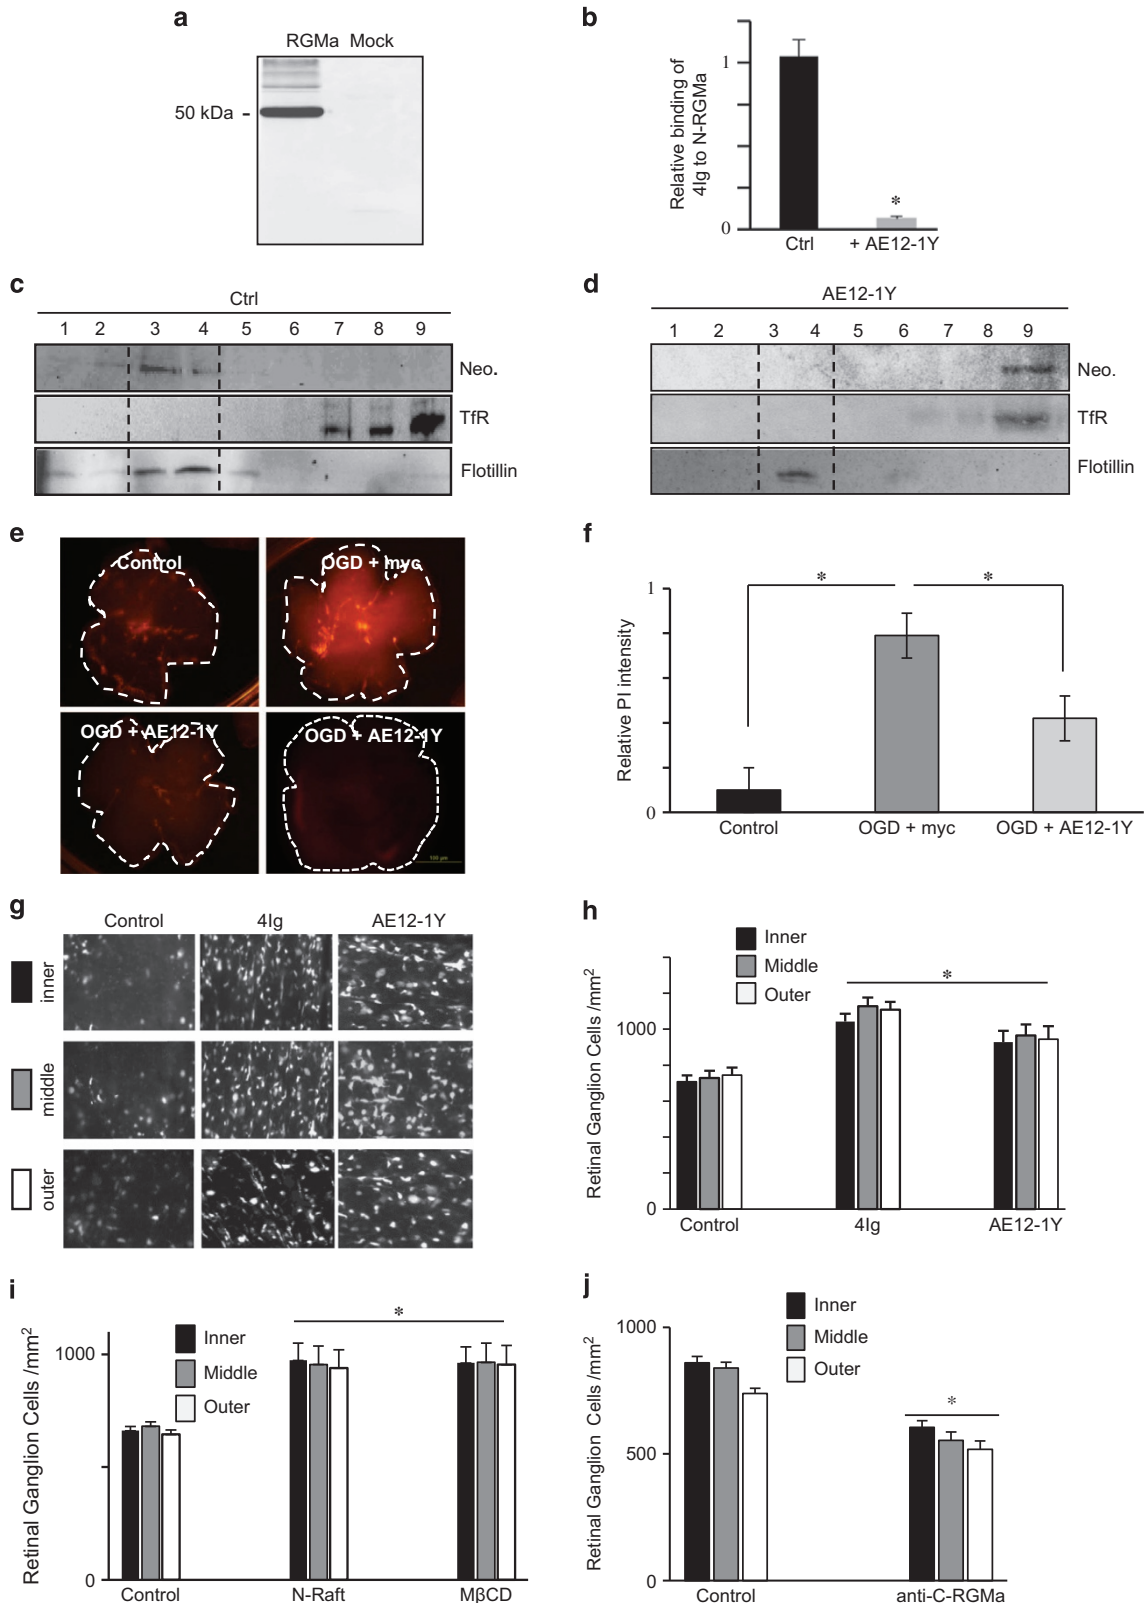 a
RGMa Mock
50 kDa -
b
Relative binding of
4Ig to N-RGMa
1
0
*
Ctrl
+ AE12-1Y
c
Ctrl
1 2 3 4 5 6 7 8 9
Neo.
TfR
Flotillin
d
AE12-1Y
1 2 3 4 5 6 7 8 9
Neo.
TfR
Flotillin
e
Control
OGD + myc
OGD + AE12-1Y
OGD + AE12-1Y
100 µm
f
Relative PI intensity
1
0
* *
Control
OGD + myc
OGD + AE12-1Y
g
Control 4Ig AE12-1Y
inner
middle
outer
h
Inner
Middle
Outer
*
Retinal Ganglion Cells /mm2
1000
0
Control
4Ig
AE12-1Y
i
Inner
Middle
Outer
*
Retinal Ganglion Cells /mm2
1000
0
Control
N-Raft
MβCD
j
Inner
Middle
Outer
*
Retinal Ganglion Cells /mm2
1000
500
0
Control
anti-C-RGMa